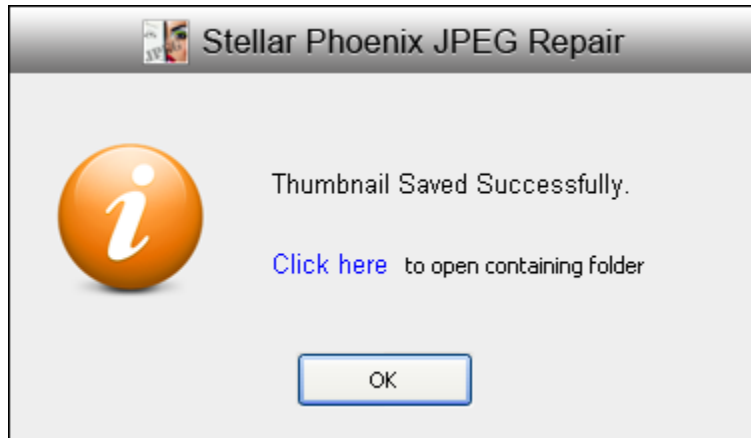 Stellar Phoenix JPEG Repair
Thumbnail Saved Successfully.
Click here to open containing folder
OK